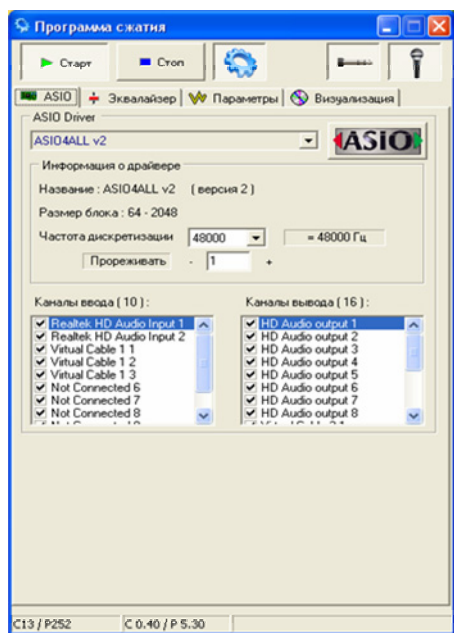 Программа сжатия
Старт Стоп
ASIO Эквалайзер Параметры Визуализация
ASIO Driver
ASIO4ALL v2 ASIO
Информация о драйвере
Название : ASIO4ALL v2 ( версия 2 )
Размер блока : 64 - 2048
Частота дискретизации 48000 = 48000 Гц
Прореживать - 1 +
Каналы ввода ( 10 ) :
Realtek HD Audio Input 1
Realtek HD Audio Input 2
Virtual Cable 1 1
Virtual Cable 1 2
Virtual Cable 1 3
Not Connected 6
Not Connected 7
Not Connected 8
Каналы вывода ( 16 ) :
HD Audio output 1
HD Audio output 2
HD Audio output 3
HD Audio output 4
HD Audio output 5
HD Audio output 6
HD Audio output 7
HD Audio output 8
C13 / P252 C 0.40 / P 5.30